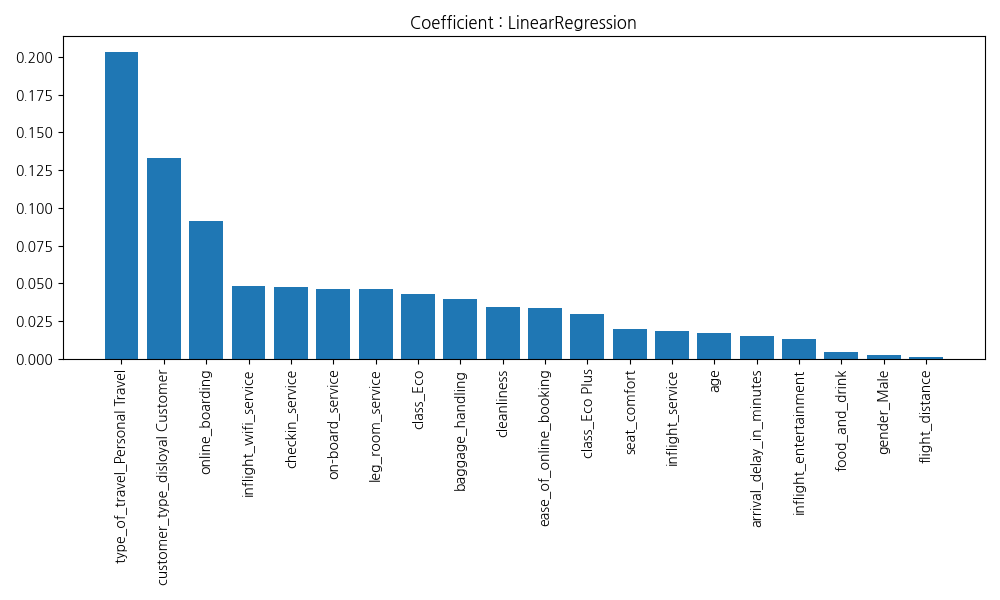 Coefficient : LinearRegression
0.200
0.175
0.150
0.125
0.100
0.075
0.050
0.025
0.000
type_of_travel_Personal Travel
customer_type_disloyal Customer
online_boarding
inflight_wifi_service
checkin_service
on-board_service
leg_room_service
class_Eco
baggage_handling
cleanliness
ease_of_online_booking
class_Eco Plus
seat_comfort
inflight_service
age
arrival_delay_in_minutes
inflight_entertainment
food_and_drink
gender_Male
flight_distance